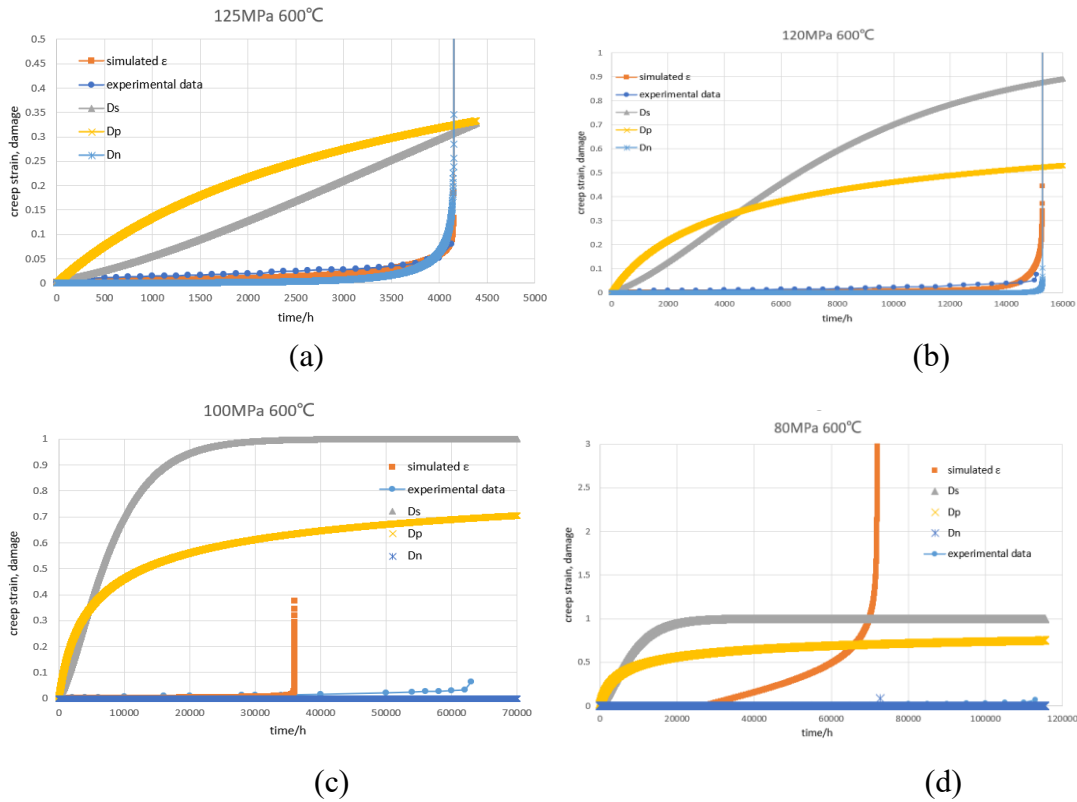 125MPa 600℃
creep strain, damage
0.5
0.45
0.4
0.35
0.3
0.25
0.2
0.15
0.1
0.05
0
simulated ε
experimental data
Ds
Dp
Dn
0 500 1000 1500 2000 2500 3000 3500 4000 4500 5000
time/h
(a)
120MPa 600℃
creep strain, damage
1
0.9
0.8
0.7
0.6
0.5
0.4
0.3
0.2
0.1
0
simulated ε
experimental data
Ds
Dp
Dn
0 2000 4000 6000 8000 10000 12000 14000 16000
time/h
(b)
100MPa 600℃
creep strain, damage
1
0.9
0.8
0.7
0.6
0.5
0.4
0.3
0.2
0.1
0
simulated ε
experimental data
Ds
Dp
Dn
0 10000 20000 30000 40000 50000 60000 70000
time/h
(c)
80MPa 600℃
creep strain, damage
3
2.5
2
1.5
1
0.5
0
simulated ε
Ds
Dp
Dn
experimental data
0 20000 40000 60000 80000 100000 120000
time/h
(d)